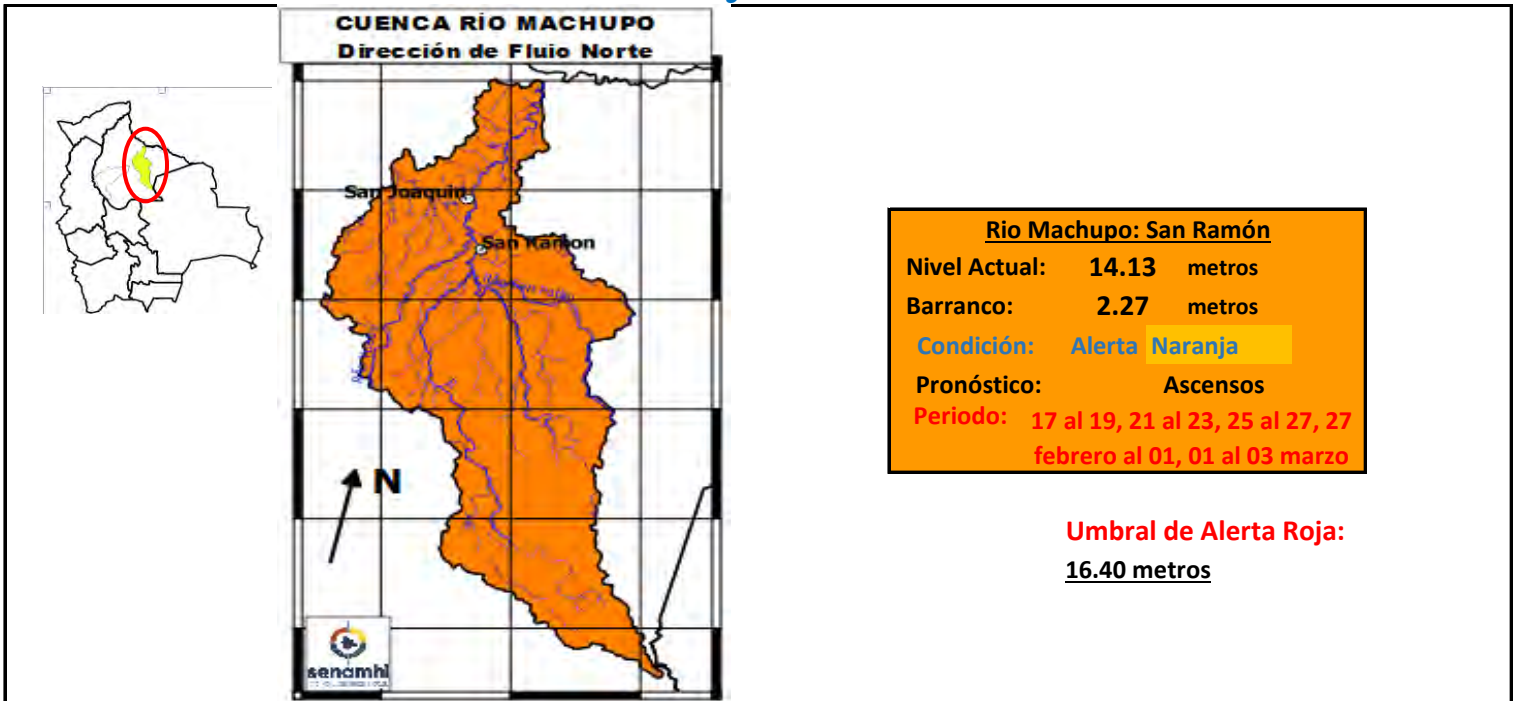 CUENCA RÍO MACHUPO
Dirección de Fluio Norte
San Joaquin
San Ramon
N
senamhi
Rio Machupo: San Ramón
Nivel Actual: 14.13 metros
Barranco: 2.27 metros
Condición: Alerta Naranja
Pronóstico: Ascensos
Periodo: 17 al 19, 21 al 23, 25 al 27, 27
febrero al 01, 01 al 03 marzo
Umbral de Alerta Roja:
16.40 metros